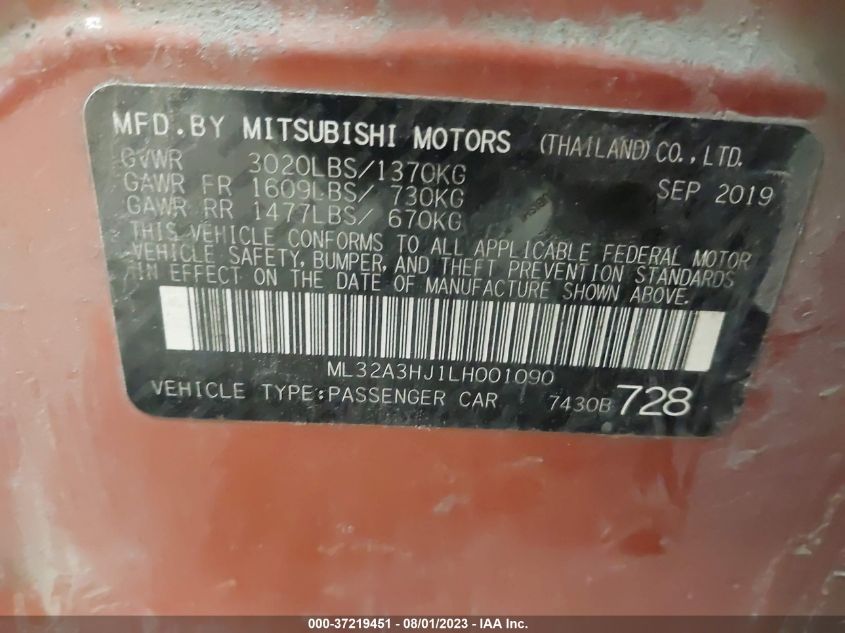 MFD.BY MITSUBISHI MOTORS (THAILAND) CO.,LTD.
GVWR 3020LBS/1370KG SEP 2019
GAWR FR 1609LBS/ 730KG
GAWR RR 1477LBS/ 670KG
THIS VEHICLE CONFORMS TO ALL APPLICABLE FEDERAL MOTOR
VEHICLE SAFETY, BUMPER, AND THEFT PREVENTION STANDARDS
IN EFFECT ON THE DATE OF MANUFACTURE SHOWN ABOVE.
ML32A3HJ1LH001090
VEHICLE TYPE:PASSENGER CAR 7430B 728
000-37219451 - 08/01/2023 - IAA Inc.